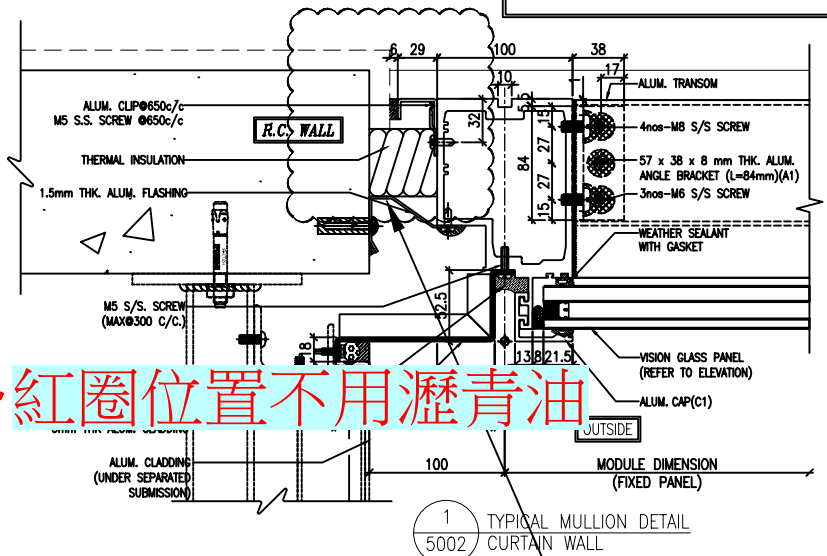 6 29 100 38
17
10
ALUM. CLIP@650c/c
M5 S.S. SCREW @650c/c
R.C. WALL
THERMAL INSULATION
1.5mm THK. ALUM. FLASHING
M5 S/S. SCREW
(MAX@300 C/C.)
32
5.5
84
15
27
27
15
52.5
18
13 8 21.5
ALUM. TRANSOM
4nos-M8 S/S SCREW
57 x 38 x 8 mm THK. ALUM.
ANGLE BRACKET (L=84mm)(A1)
3nos-M6 S/S SCREW
WEATHER SEALANT
WITH GASKET
VISION GLASS PANEL
(REFER TO ELEVATION)
ALUM. CAP(C1)
紅圈位置不用瀝青油
OUTSIDE
ALUM. CLADDING
(UNDER SEPARATED
SUBMISSION)
100
MODULE DIMENSION
(FIXED PANEL)
1
5002
TYPICAL MULLION DETAIL
CURTAIN WALL